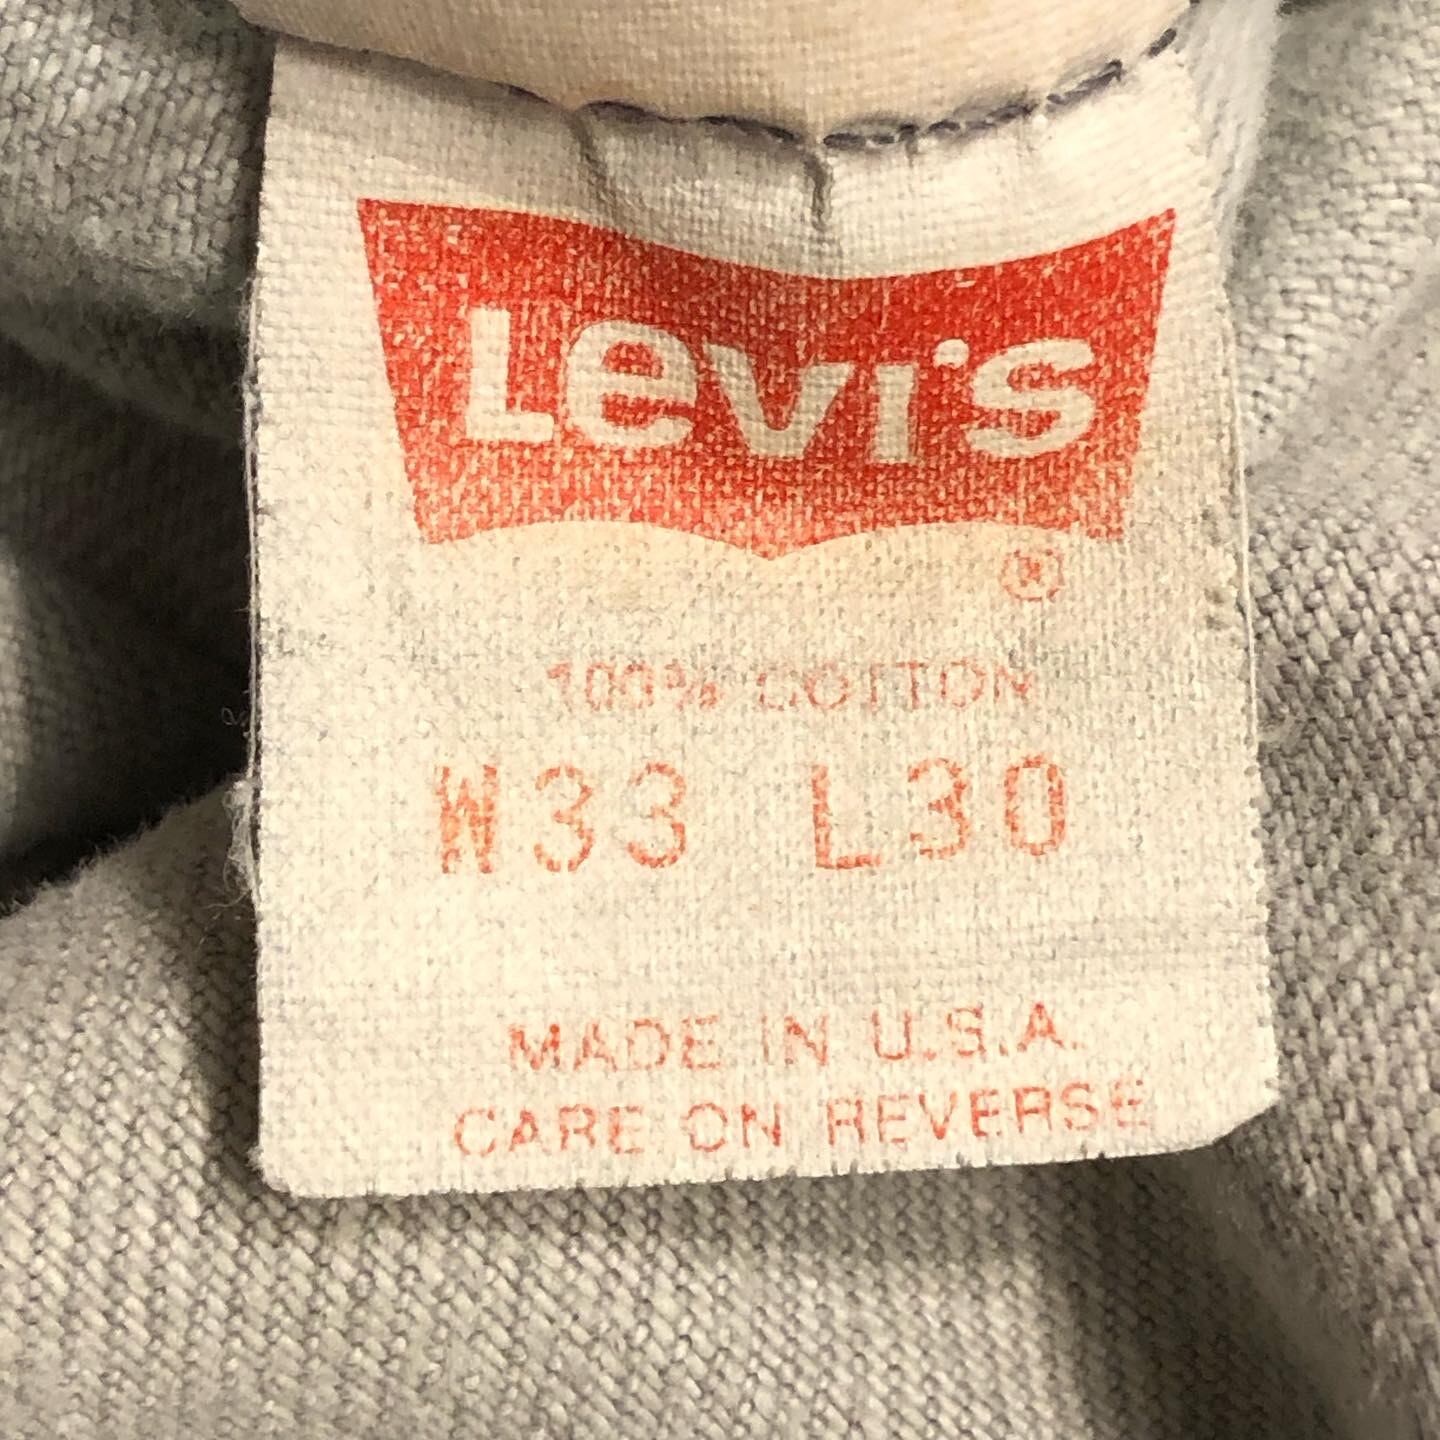 Levi's
®
100% COTTON
W33 L30
MADE IN U.S.A.
CARE ON REVERSE